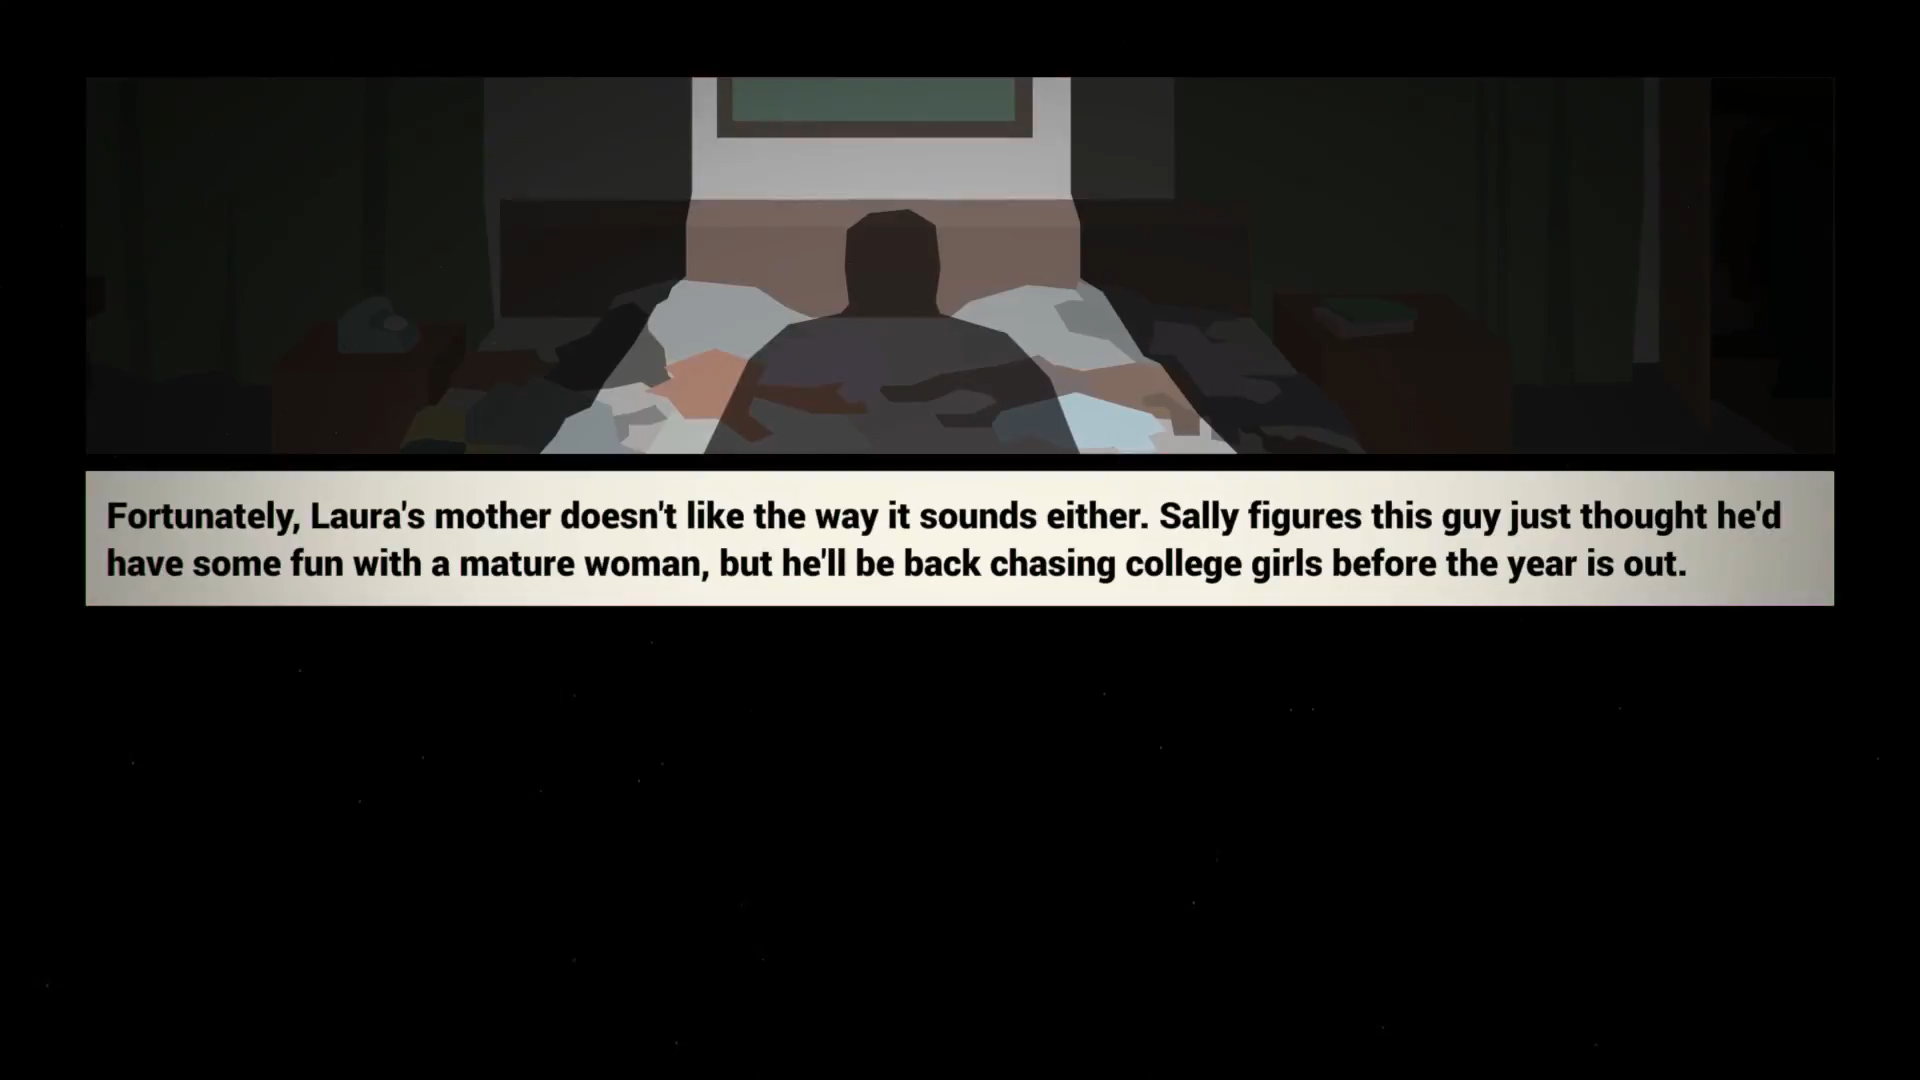 Fortunately, Laura's mother doesn't like the way it sounds either. Sally figures this guy just thought he'd
have some fun with a mature woman, but he'll be back chasing college girls before the year is out.